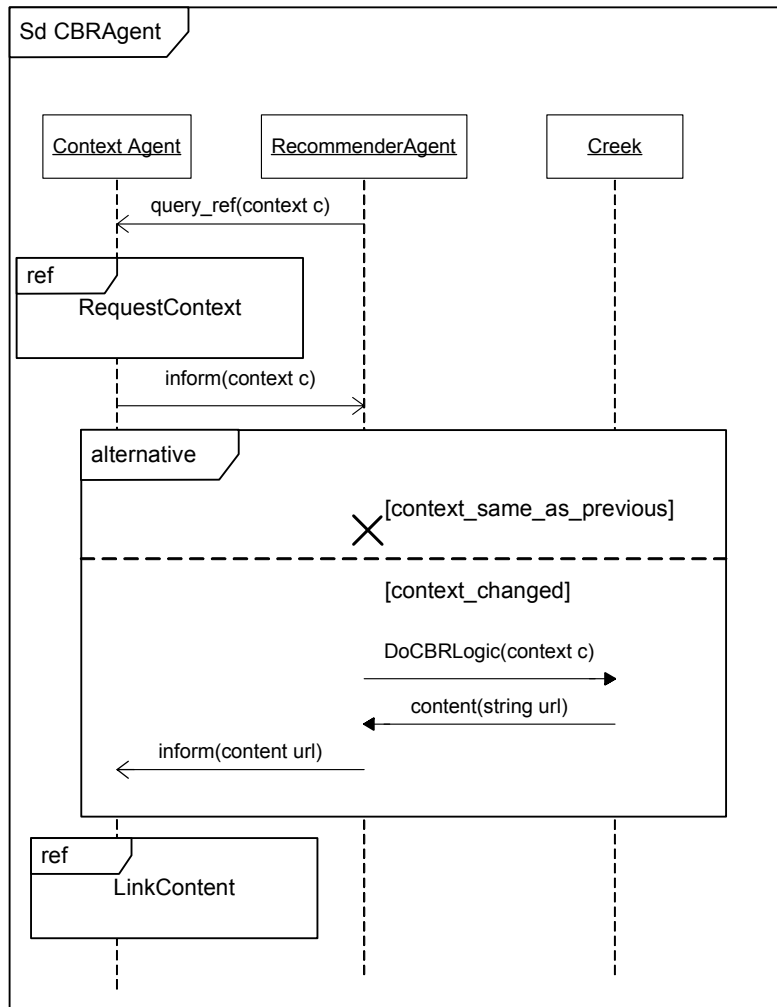 Sd CBRAgent
Context Agent
RecommenderAgent
Creek
query_ref(context c)
ref
RequestContext
inform(context c)
alternative
[context_same_as_previous]
[context_changed]
DoCBRLogic(context c)
content(string url)
inform(content url)
ref
LinkContent